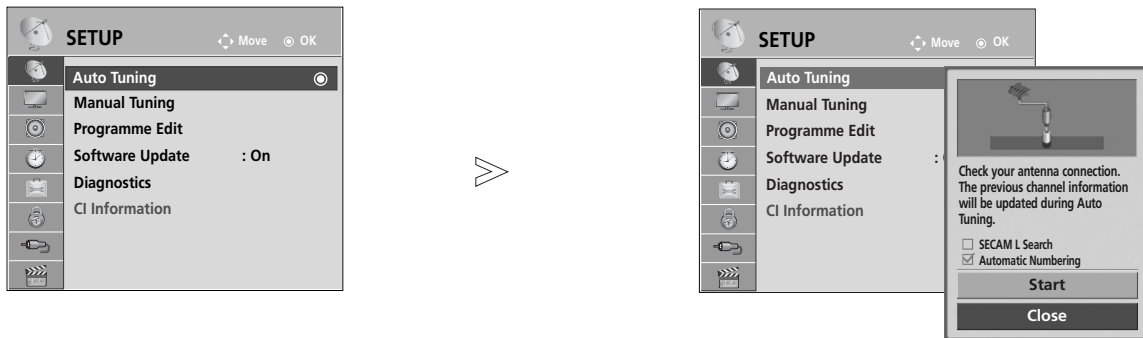 SETUP
Move OK
Auto Tuning
Manual Tuning
Programme Edit
Software Update : On
Diagnostics
CI Information
SETUP
Move OK
Auto Tuning
Manual Tuning
Programme Edit
Software Update :
Diagnostics
CI Information
Check your antenna connection.
The previous channel information
will be updated during Auto
Tuning.
SECAM L Search
Automatic Numbering
Start
Close